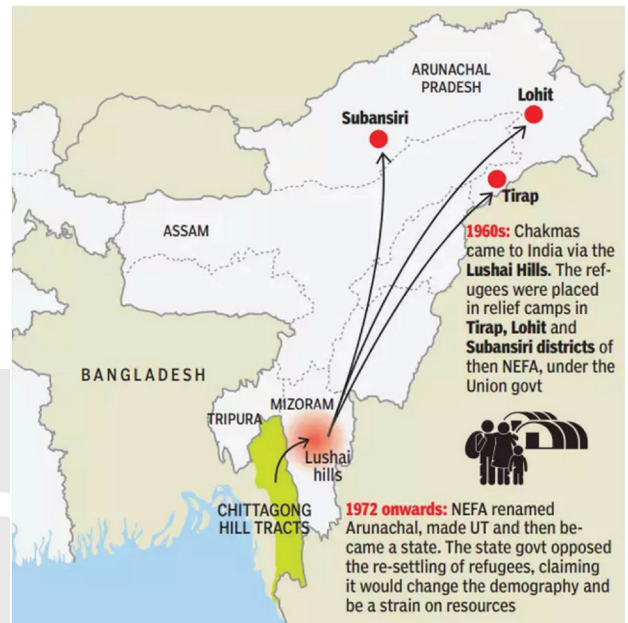 ARUNACHAL
PRADESH
Lohit
Subansiri
Tirap
ASSAM
1960s: Chakmas
came to India via the
Lushai Hills. The ref-
ugees were placed
in relief camps in
Tirap, Lohit and
Subansiri districts of
then NEFA, under the
Union govt
BANGLADESH
MIZORAM
TRIPURA
Lushai
hills
CHITTAGONG
HILL TRACTS
1972 onwards: NEFA renamed
Arunachal, made UT and then be-
came a state. The state govt opposed
the re-settling of refugees, claiming
it would change the demography and
be a strain on resources